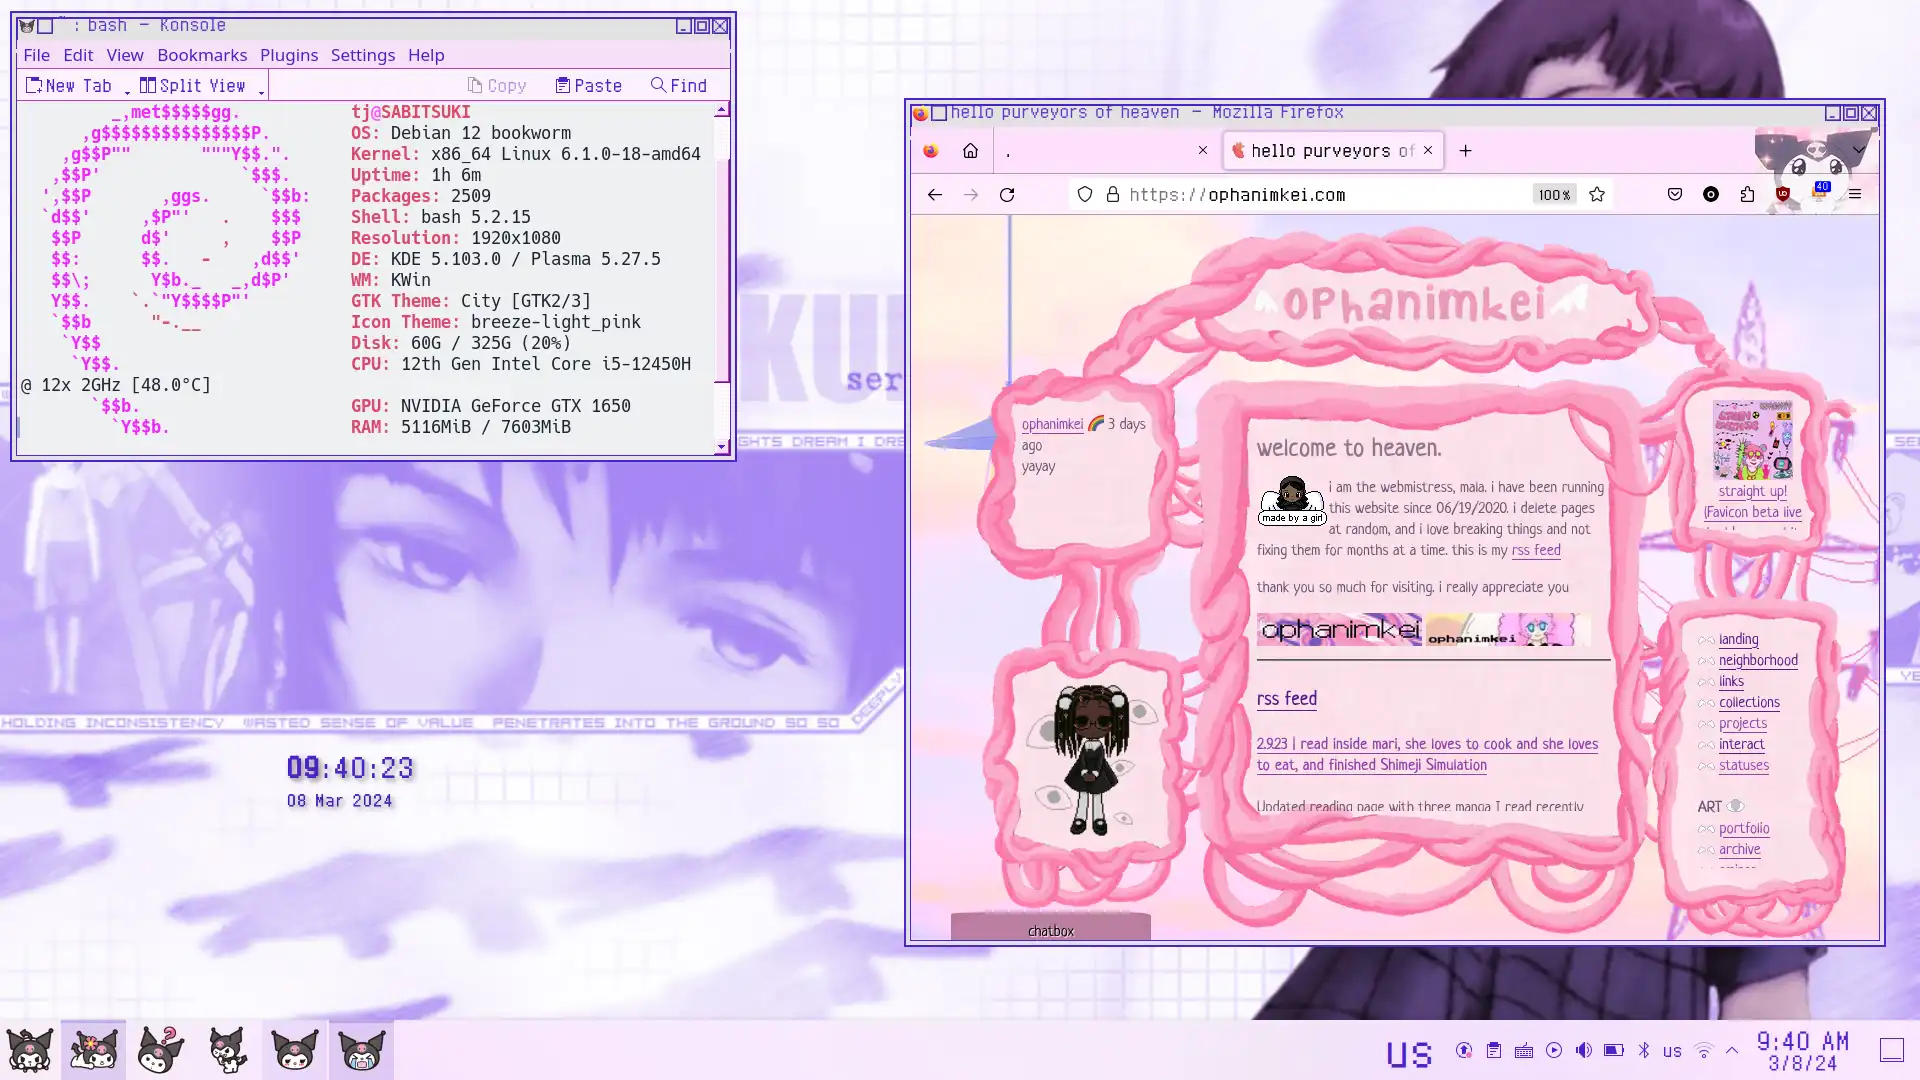 : bash — Konsole
File Edit View Bookmarks Plugins Settings Help
New Tab Split View Copy Paste Find
_,met$$$$$gg.
,g$$$$$$$$$$$$$$$P.
,g$$P"" """Y$$.".
,$$P' `$$$.
',$$P ,ggs. `$$b:
`d$$' ,$P"' . $$$
$$P d$' , $$P
$$: $$. - ,d$$'
$$\; Y$b._ _,d$P'
Y$$. `.`"Y$$$$P"'
`$$b "-.__
`Y$$
`Y$$.
`$$b.
`Y$$b.
tj@SABITSUKI
OS: Debian 12 bookworm
Kernel: x86_64 Linux 6.1.0-18-amd64
Uptime: 1h 6m
Packages: 2509
Shell: bash 5.2.15
Resolution: 1920x1080
DE: KDE 5.103.0 / Plasma 5.27.5
WM: KWin
GTK Theme: City [GTK2/3]
Icon Theme: breeze-light_pink
Disk: 60G / 325G (20%)
CPU: 12th Gen Intel Core i5-12450H
@ 12x 2GHz [48.0°C]
GPU: NVIDIA GeForce GTX 1650
RAM: 5116MiB / 7603MiB
HOLDING INCONSISTENCY WASTED SENSE OF VALUE PENETRATES INTO THE GROUND SO SO
DEEPLY
09:40:23
08 Mar 2024
hello purveyors of heaven — Mozilla Firefox
. hello purveyors of
https://ophanimkei.com 100% 40
ophanimkei
ophanimkei 🌈 3 days
ago
yayay
welcome to heaven.
made by a girl
i am the webmistress, maia. i have been running
this website since 06/19/2020. i delete pages
at random, and i love breaking things and not
fixing them for months at a time. this is my rss feed
thank you so much for visiting. i really appreciate you
ophanimkei ophanimkei
rss feed
2.9.23 | read inside mari, she loves to cook and she loves
to eat, and finished Shimeji Simulation
Updated reading page with three manga I read recently
straight up!
(Favicon beta live
landing
neighborhood
links
collections
projects
interact
statuses
ART
portfolio
archive
chatbox
US us 9:40 AM
3/8/24